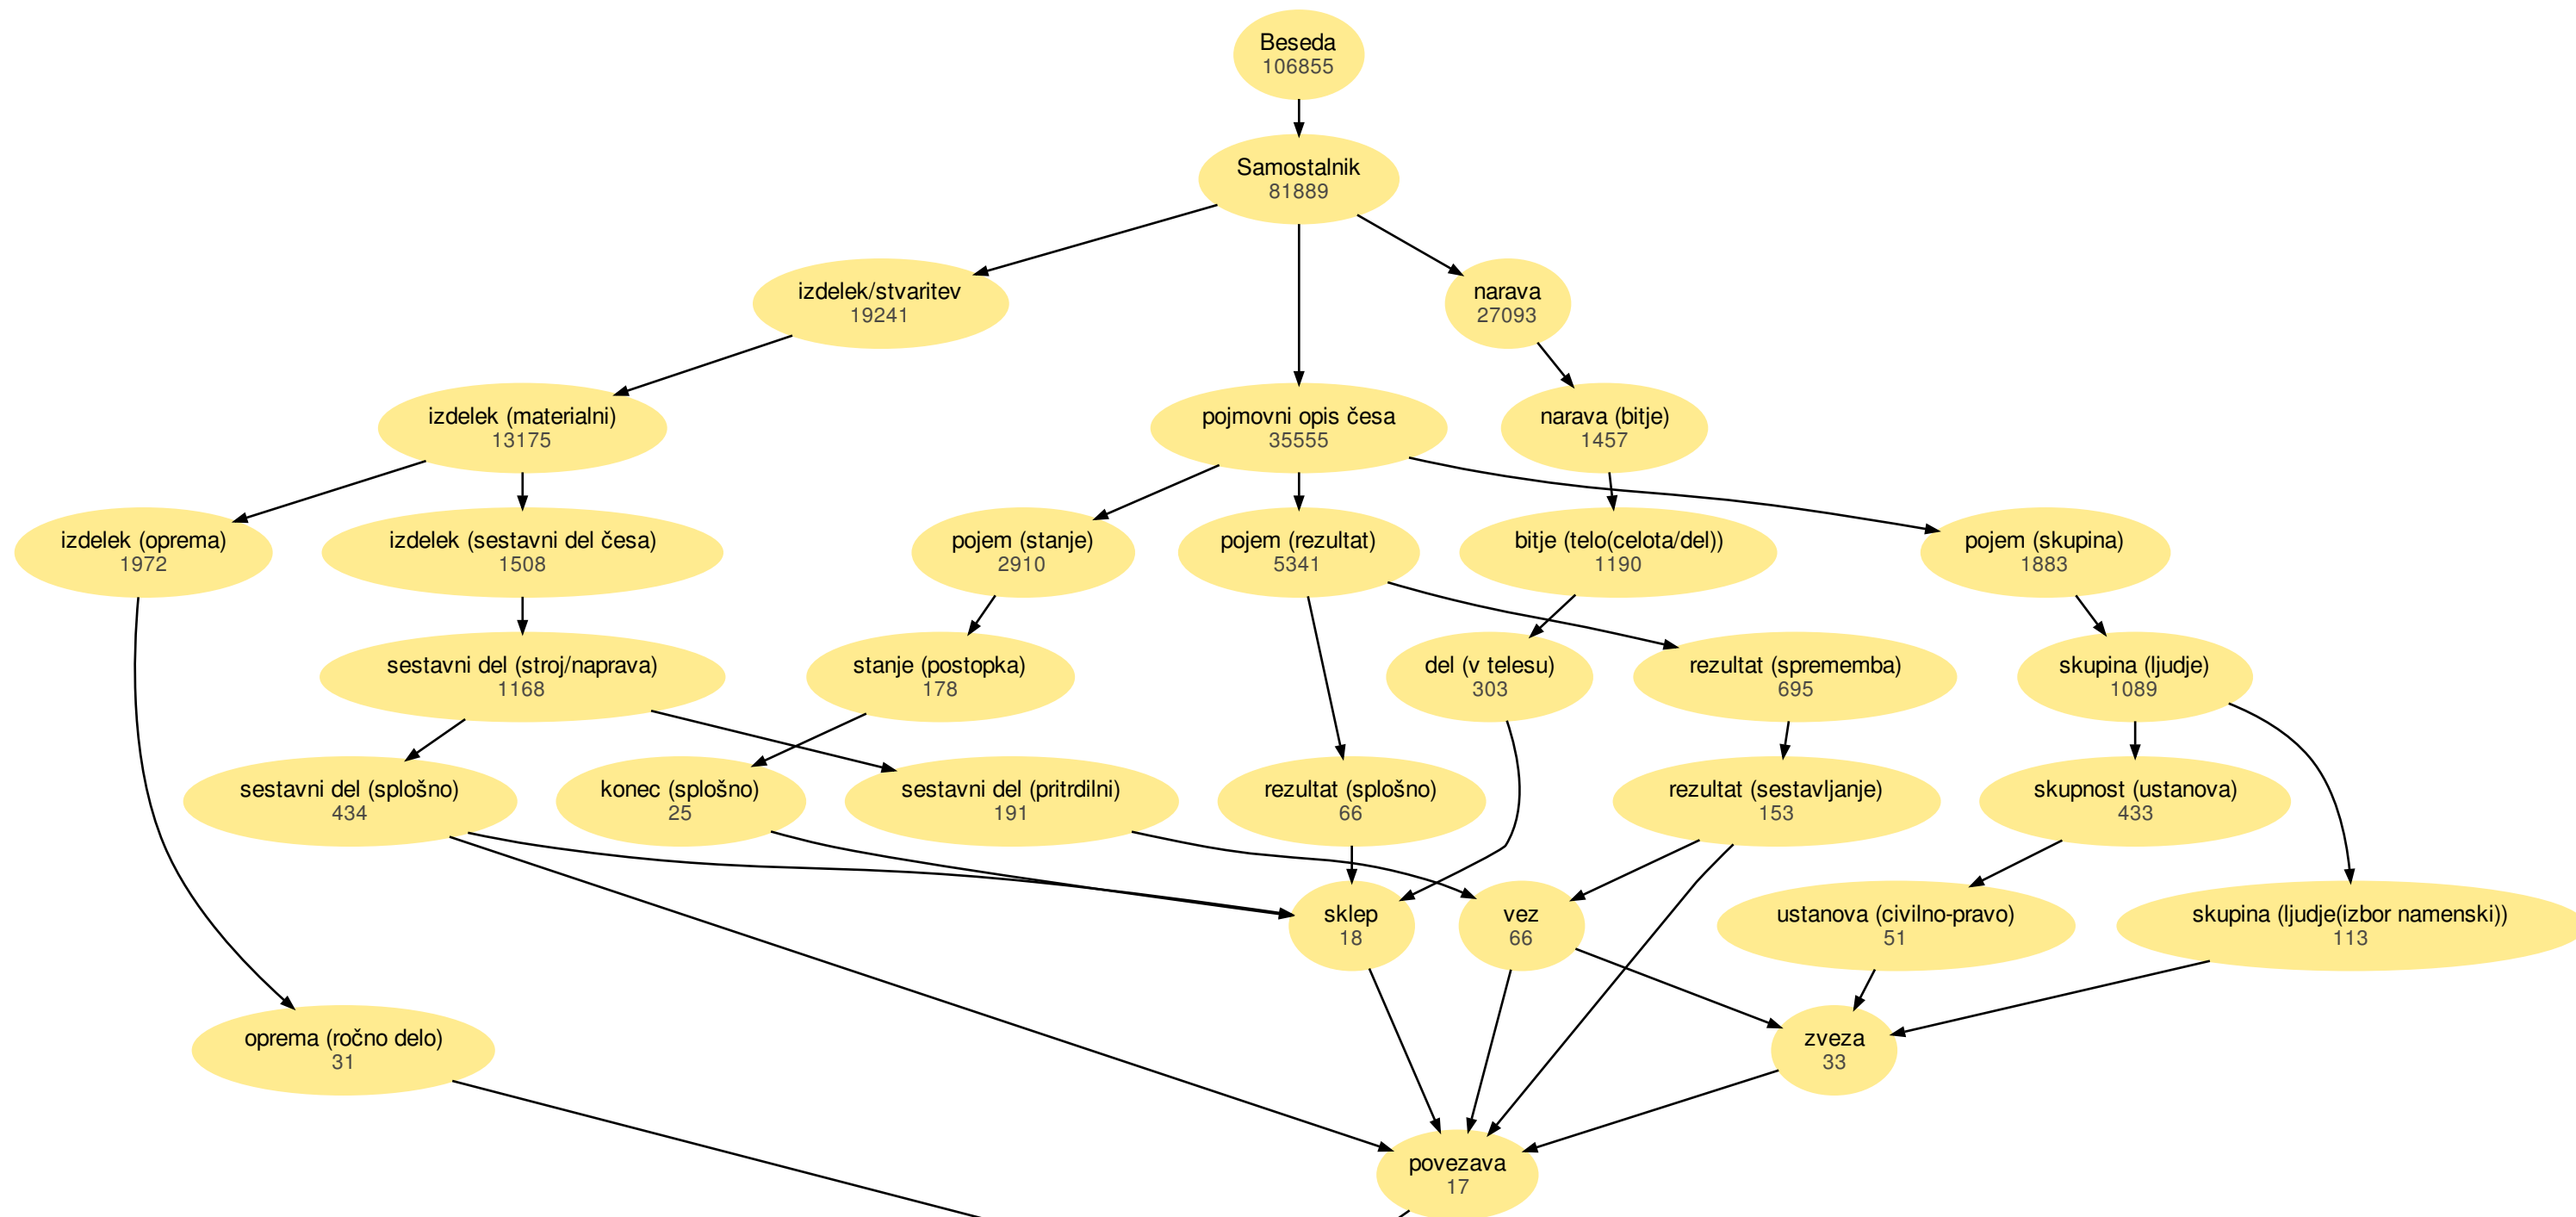 Beseda
106855
Samostalnik
81889
izdelek/stvaritev
19241
narava
27093
izdelek (materialni)
13175
pojmovni opis česa
35555
narava (bitje)
1457
izdelek (oprema)
1972
izdelek (sestavni del česa)
1508
pojem (stanje)
2910
pojem (rezultat)
5341
bitje (telo(celota/del))
1190
pojem (skupina)
1883
sestavni del (stroj/naprava)
1168
stanje (postopka)
178
del (v telesu)
303
rezultat (sprememba)
695
skupina (ljudje)
1089
sestavni del (splošno)
434
konec (splošno)
25
sestavni del (pritrdilni)
191
rezultat (splošno)
66
rezultat (sestavljanje)
153
skupnost (ustanova)
433
sklep
18
vez
66
ustanova (civilno-pravo)
51
skupina (ljudje(izbor namenski))
113
oprema (ročno delo)
31
zveza
33
povezava
17